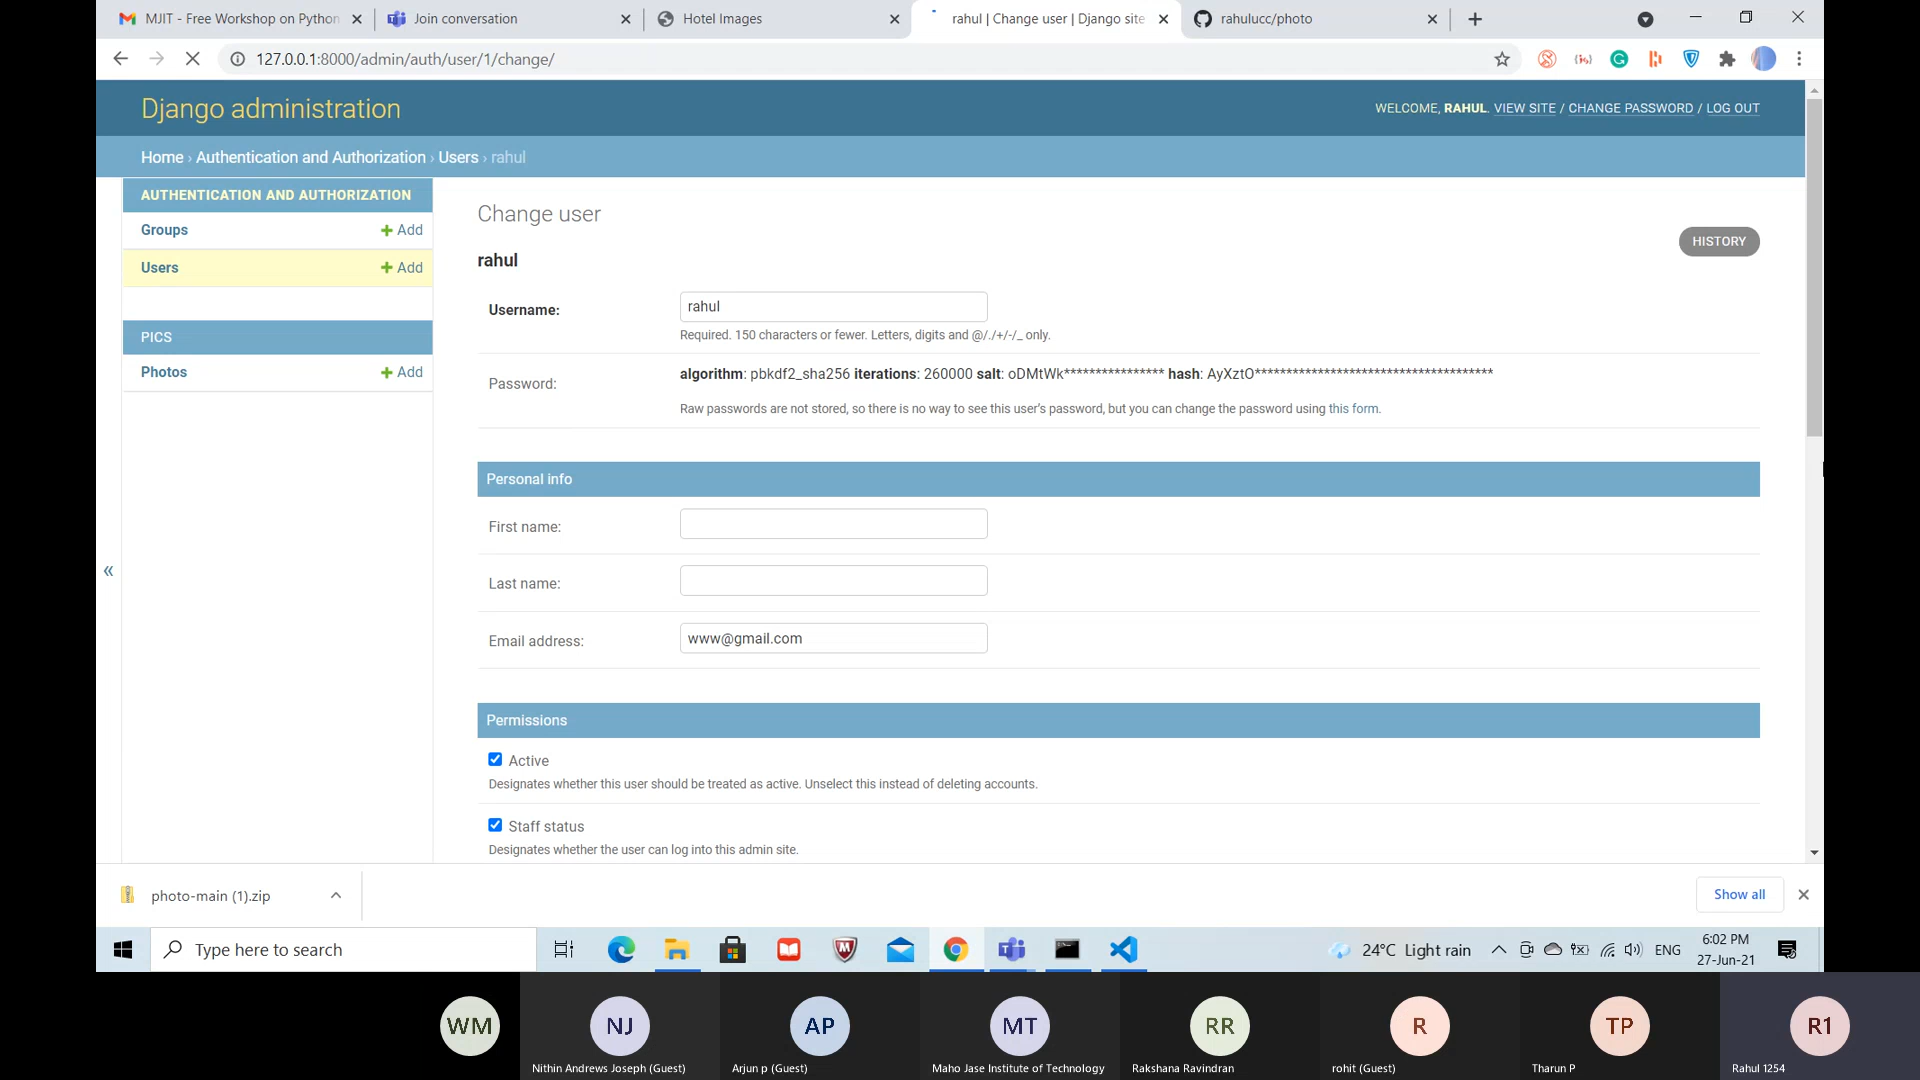 MJIT - Free Workshop on Python
Join conversation
Hotel Images
rahul | Change user | Django site
rahulucc/photo
127.0.0.1:8000/admin/auth/user/1/change/
Django administration
WELCOME, RAHUL. VIEW SITE / CHANGE PASSWORD / LOG OUT
Home › Authentication and Authorization › Users › rahul
AUTHENTICATION AND AUTHORIZATION
Groups + Add
Users + Add
PICS
Photos + Add
«
Change user
HISTORY
rahul
Username: rahul
Required. 150 characters or fewer. Letters, digits and @/./+/-/_ only.
Password: algorithm: pbkdf2_sha256 iterations: 260000 salt: oDMtWk**************** hash: AyXztO**************************************
Raw passwords are not stored, so there is no way to see this user's password, but you can change the password using this form.
Personal info
First name:
Last name:
Email address: www@gmail.com
Permissions
Active
Designates whether this user should be treated as active. Unselect this instead of deleting accounts.
Staff status
Designates whether the user can log into this admin site.
photo-main (1).zip
Show all
Type here to search
24°C Light rain
ENG
6:02 PM
27-Jun-21
WM
NJ
AP
MT
RR
R
TP
R1
Nithin Andrews Joseph (Guest)
Arjun p (Guest)
Maho Jase Institute of Technology
Rakshana Ravindran
rohit (Guest)
Tharun P
Rahul 1254